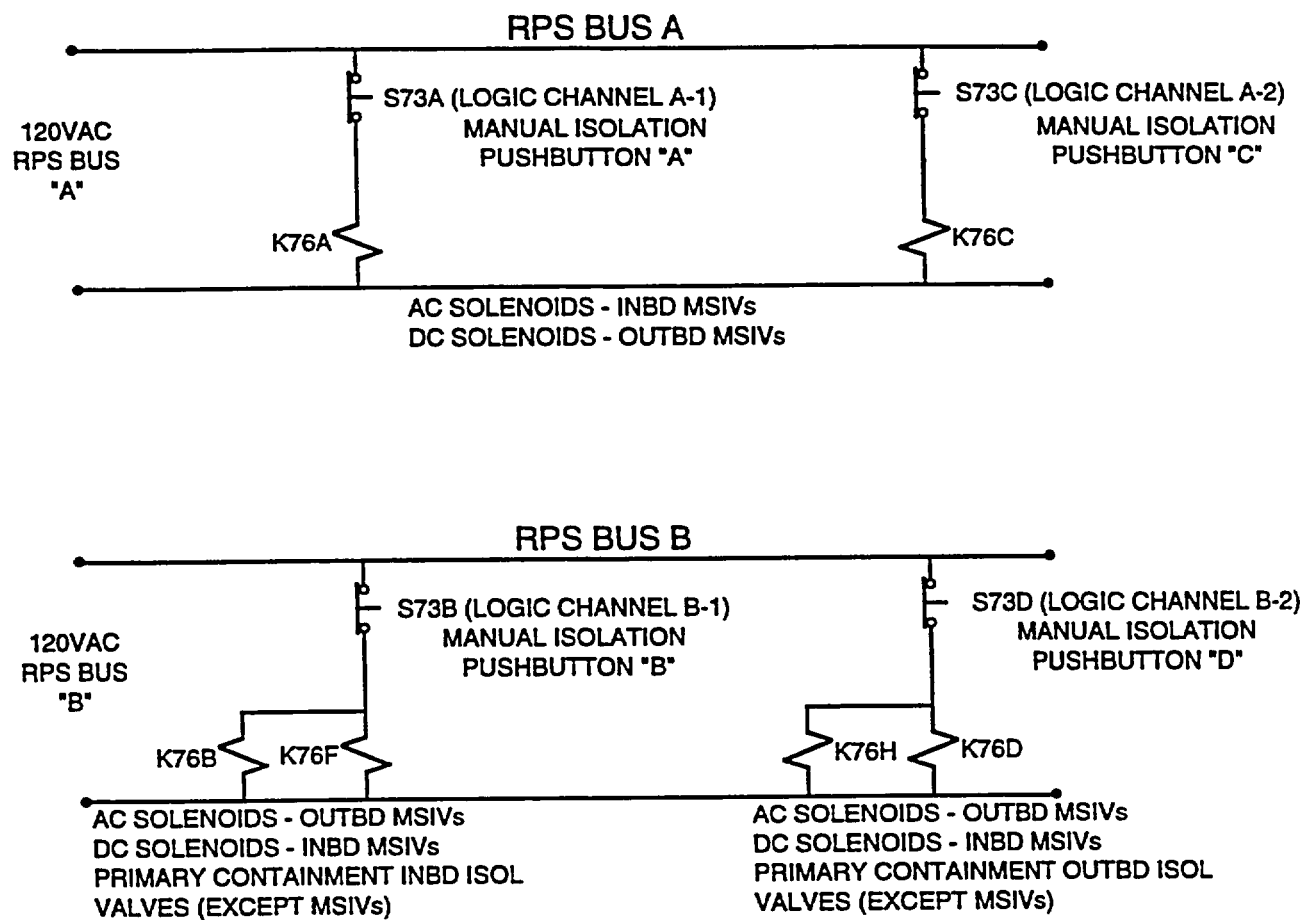 RPS BUS A
S73A (LOGIC CHANNEL A-1)
MANUAL ISOLATION
PUSHBUTTON "A"
S73C (LOGIC CHANNEL A-2)
MANUAL ISOLATION
PUSHBUTTON "C"
120VAC
RPS BUS
"A"
K76A
K76C
AC SOLENOIDS - INBD MSIVs
DC SOLENOIDS - OUTBD MSIVs
RPS BUS B
S73B (LOGIC CHANNEL B-1)
MANUAL ISOLATION
PUSHBUTTON "B"
S73D (LOGIC CHANNEL B-2)
MANUAL ISOLATION
PUSHBUTTON "D"
120VAC
RPS BUS
"B"
K76B
K76F
K76H
K76D
AC SOLENOIDS - OUTBD MSIVs
DC SOLENOIDS - INBD MSIVs
PRIMARY CONTAINMENT INBD ISOL
VALVES (EXCEPT MSIVs)
AC SOLENOIDS - OUTBD MSIVs
DC SOLENOIDS - INBD MSIVs
PRIMARY CONTAINMENT OUTBD ISOL
VALVES (EXCEPT MSIVs)